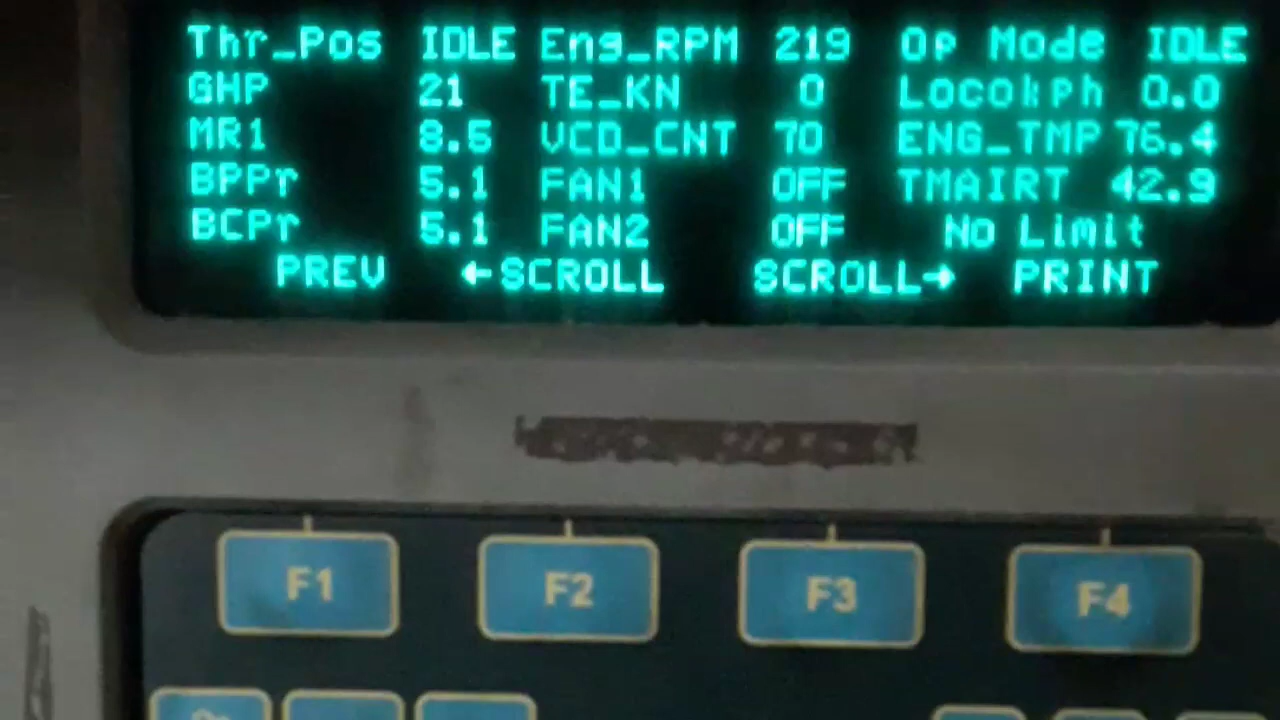 Thr_Pos IDLE Eng_RPM 219 Op Mode IDLE
GHP 21 TE_KN 0 Locokph 0.0
MR1 8.5 VCD_CNT 70 ENG_TMP 76.4
BPPr 5.1 FAN1 OFF TMAIRT 42.9
BCPr 5.1 FAN2 OFF No Limit
PREV ←SCROLL SCROLL→ PRINT
F1 F2 F3 F4